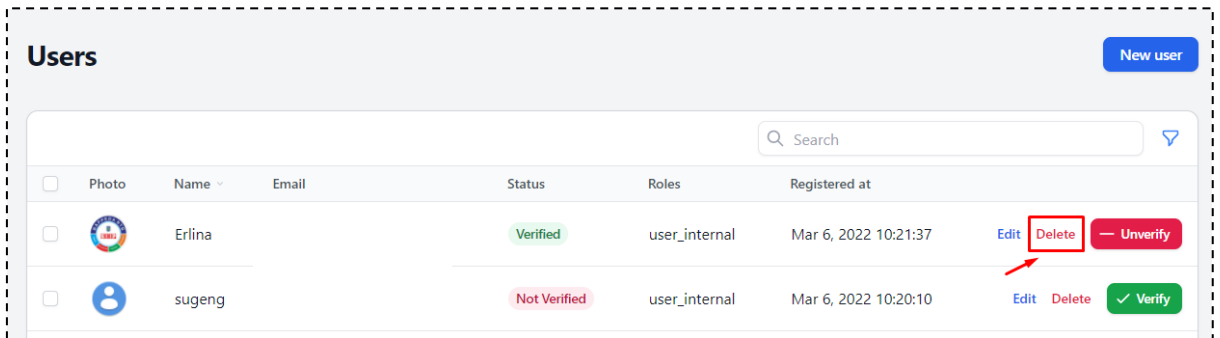 Users
New user
Search
Photo Name Email Status Roles Registered at
Erlina Verified user_internal Mar 6, 2022 10:21:37 Edit Delete Unverify
sugeng Not Verified user_internal Mar 6, 2022 10:20:10 Edit Delete Verify